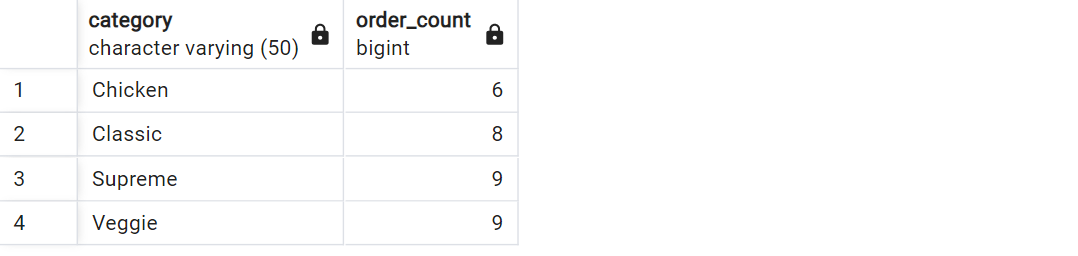 category order_count
character varying (50) bigint
1 Chicken 6
2 Classic 8
3 Supreme 9
4 Veggie 9